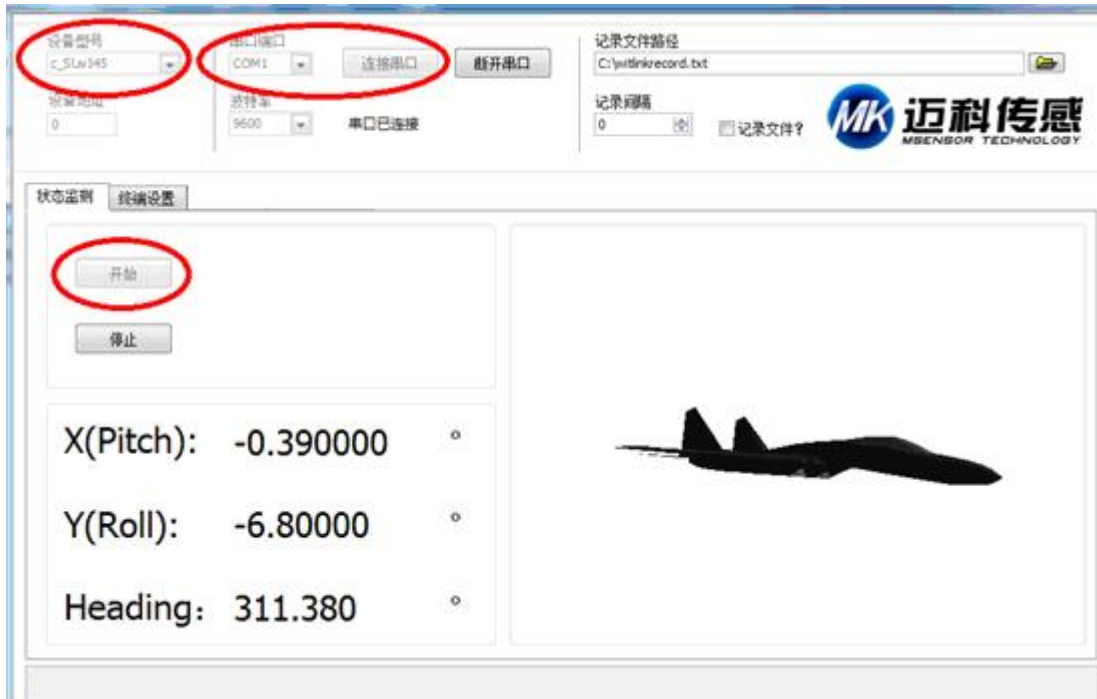 设备型号
串口端口
COM1
连接串口
断开串口
记录文件路径
C:\witlinkrecord.txt
设备地址
0
波特率
9600
串口已连接
记录间隔
0
记录文件?
MK
迈科传感
MSENSOR TECHNOLOGY
状态监测
终端设置
开始
停止
X(Pitch): -0.390000 °
Y(Roll): -6.80000 °
Heading: 311.380 °